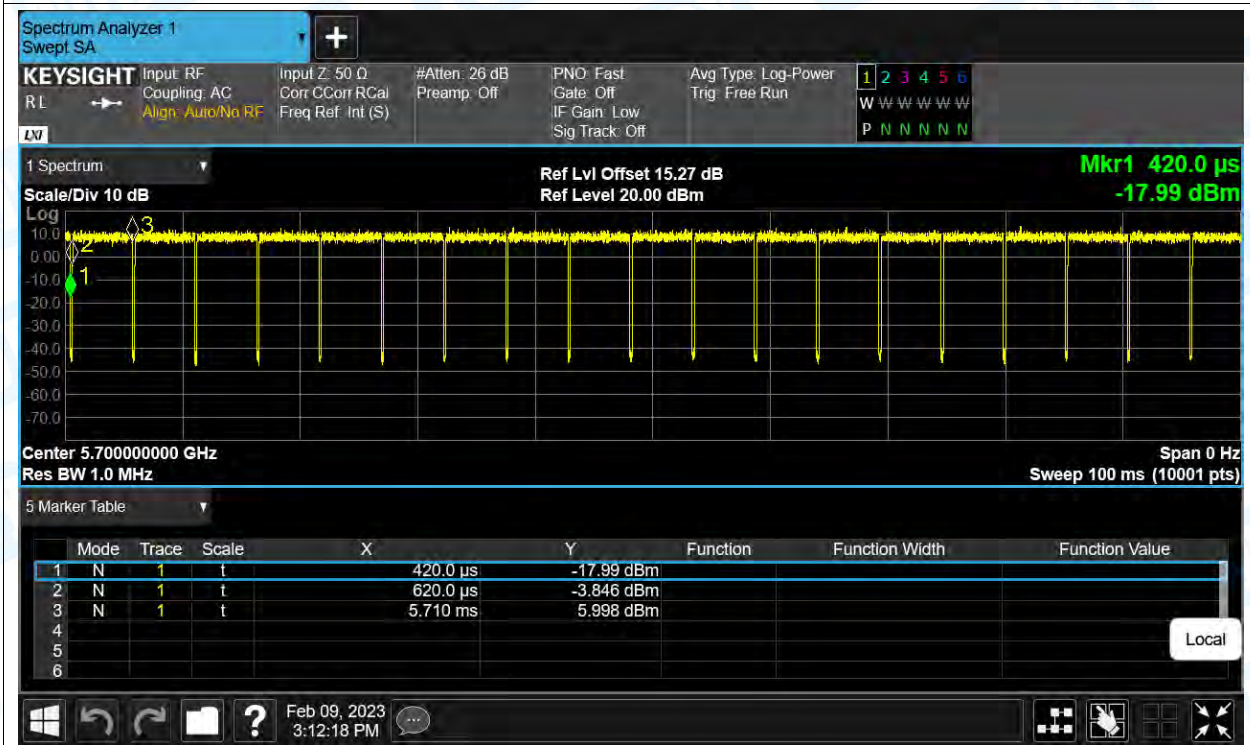 Spectrum Analyzer 1
Swept SA
+
KEYSIGHT Input: RF Input Z: 50 Ω #Atten: 26 dB PNO: Fast Avg Type: Log-Power 1 2 3 4 5 6
RL Coupling: AC Corr CCorr RCal Preamp: Off Gate: Off Trig: Free Run W W W W W W
Align: Auto/No RF Freq Ref: Int (S) IF Gain: Low
LXI Sig Track: Off P N N N N N
1 Spectrum Ref Lvl Offset 15.27 dB Mkr1 420.0 µs
Scale/Div 10 dB Ref Level 20.00 dBm -17.99 dBm
Log
3
10.0
2
0.00
1
-10.0
-20.0
-30.0
-40.0
-50.0
-60.0
-70.0
Center 5.700000000 GHz Span 0 Hz
Res BW 1.0 MHz Sweep 100 ms (10001 pts)
5 Marker Table
Mode Trace Scale X Y Function Function Width Function Value
1 N 1 t 420.0 µs -17.99 dBm
2 N 1 t 620.0 µs -3.846 dBm
3 N 1 t 5.710 ms 5.998 dBm
4
5
6
Local
? Feb 09, 2023
3:12:18 PM